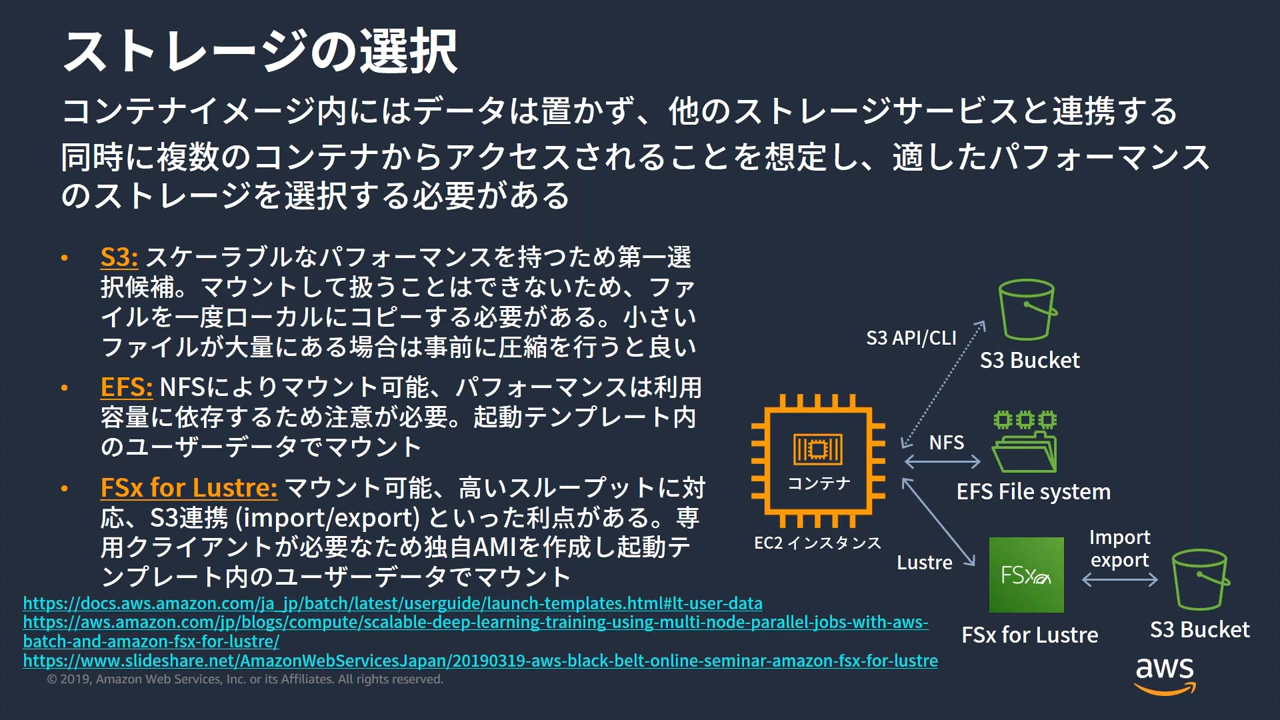 ストレージの選択
コンテナイメージ内にはデータは置かず、他のストレージサービスと連携する
同時に複数のコンテナからアクセスされることを想定し、適したパフォーマンス
のストレージを選択する必要がある
• S3: スケーラブルなパフォーマンスを持つため第一選
択候補。マウントして扱うことはできないため、ファ
イルを一度ローカルにコピーする必要がある。小さい
ファイルが大量にある場合は事前に圧縮を行うと良い
• EFS: NFSによりマウント可能、パフォーマンスは利用
容量に依存するため注意が必要。起動テンプレート内
のユーザーデータでマウント
• FSx for Lustre: マウント可能、高いスループットに対
応、S3連携 (import/export) といった利点がある。専
用クライアントが必要なため独自AMIを作成し起動テ
ンプレート内のユーザーデータでマウント
S3 API/CLI
S3 Bucket
コンテナ
EC2 インスタンス
NFS
EFS File system
Lustre
FSx
FSx for Lustre
Import
export
S3 Bucket
https://docs.aws.amazon.com/ja_jp/batch/latest/userguide/launch-templates.html#lt-user-data
https://aws.amazon.com/jp/blogs/compute/scalable-deep-learning-training-using-multi-node-parallel-jobs-with-aws-
batch-and-amazon-fsx-for-lustre/
https://www.slideshare.net/AmazonWebServicesJapan/20190319-aws-black-belt-online-seminar-amazon-fsx-for-lustre
© 2019, Amazon Web Services, Inc. or its Affiliates. All rights reserved.
aws